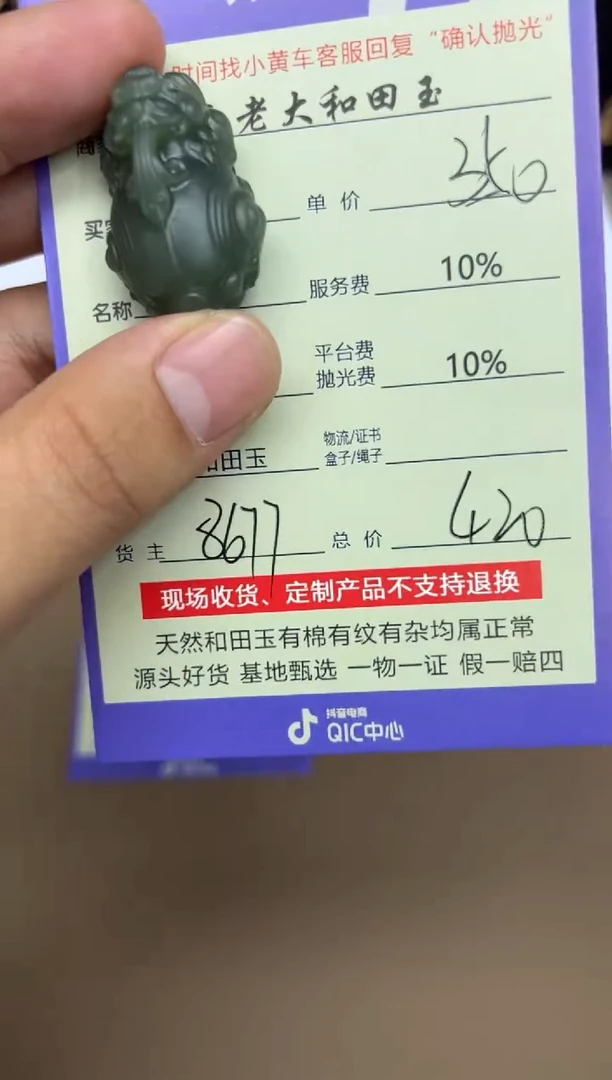 时间找小黄车客服回复“确认抛光”
老大和田玉
单价 350
服务费 10%
名称
平台费
抛光费 10%
物流/证书
盒子/绳子
和田玉
货主 8677 总价 420
现场收货、定制产品不支持退换
天然和田玉有棉有纹有杂均属正常
源头好货 基地甄选 一物一证 假一赔四
抖音电商
QIC中心